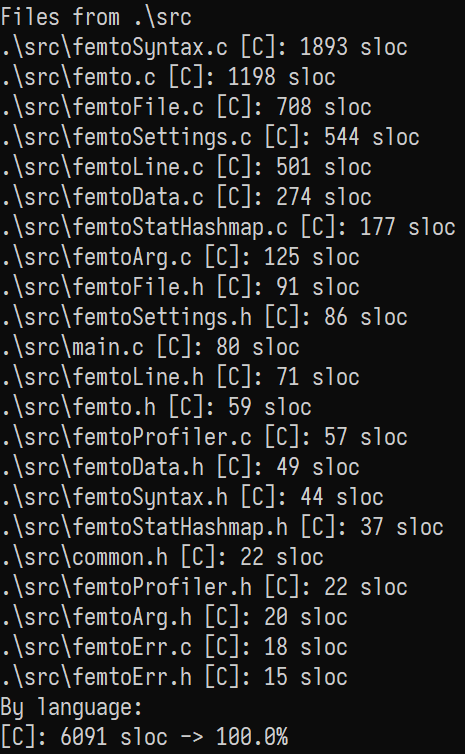 Files from .\src
.\src\femtoSyntax.c [C]: 1893 sloc
.\src\femto.c [C]: 1198 sloc
.\src\femtoFile.c [C]: 708 sloc
.\src\femtoSettings.c [C]: 544 sloc
.\src\femtoLine.c [C]: 501 sloc
.\src\femtoData.c [C]: 274 sloc
.\src\femtoStatHashmap.c [C]: 177 sloc
.\src\femtoArg.c [C]: 125 sloc
.\src\femtoFile.h [C]: 91 sloc
.\src\femtoSettings.h [C]: 86 sloc
.\src\main.c [C]: 80 sloc
.\src\femtoLine.h [C]: 71 sloc
.\src\femto.h [C]: 59 sloc
.\src\femtoProfiler.c [C]: 57 sloc
.\src\femtoData.h [C]: 49 sloc
.\src\femtoSyntax.h [C]: 44 sloc
.\src\femtoStatHashmap.h [C]: 37 sloc
.\src\common.h [C]: 22 sloc
.\src\femtoProfiler.h [C]: 22 sloc
.\src\femtoArg.h [C]: 20 sloc
.\src\femtoErr.c [C]: 18 sloc
.\src\femtoErr.h [C]: 15 sloc
By language:
[C]: 6091 sloc -> 100.0%